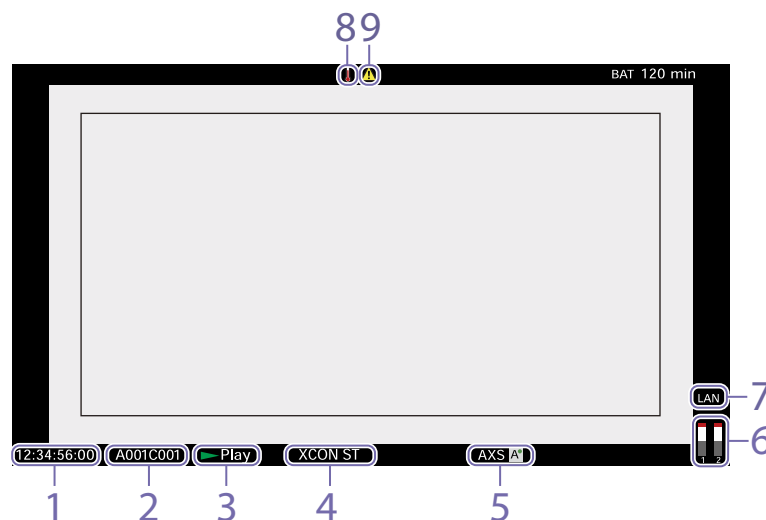 8 9
BAT 120 min
LAN 7
1 2 6
12:34:56:00 A001C001 Play XCON ST AXS A
1 2 3 4 5